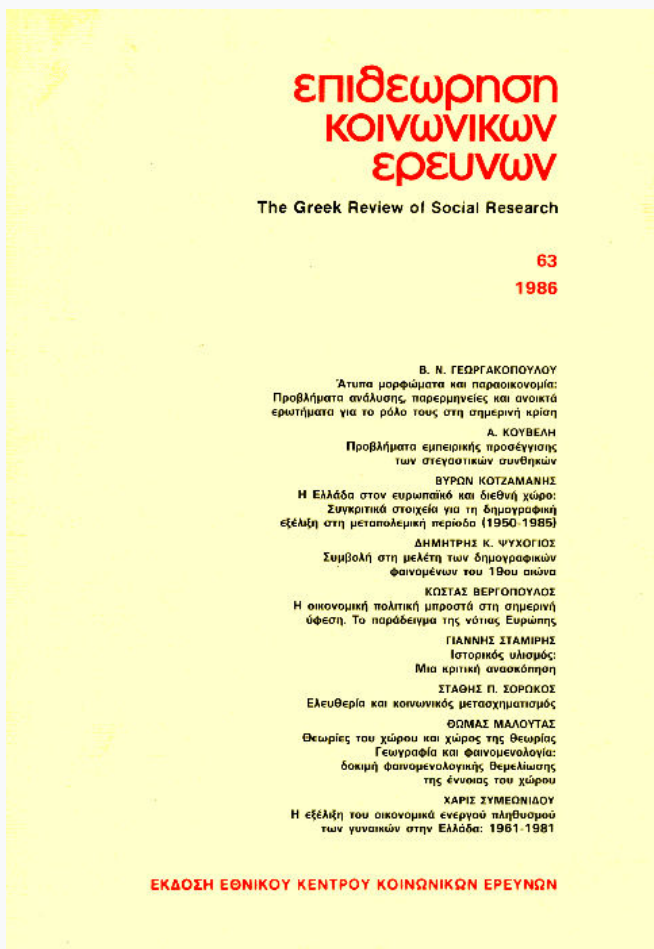 επιθεωρηση
κοινωνικων
ερευνων
The Greek Review of Social Research
63
1986
Β. Ν. ΓΕΩΡΓΑΚΟΠΟΥΛΟΥ
Άτυπα μορφώματα και παραοικονομία:
Προβλήματα ανάλυσης, παρερμηνείες και ανοικτά
ερωτήματα για το ρόλο τους στη σημερινή κρίση
Α. ΚΟΥΒΕΛΗ
Προβλήματα εμπειρικής προσέγγισης
των στεγαστικών συνθηκών
ΒΥΡΩΝ ΚΟΤΖΑΜΑΝΗΣ
Η Ελλάδα στον ευρωπαϊκό και διεθνή χώρο:
Συγκριτικά στοιχεία για τη δημογραφική
εξέλιξη στη μεταπολεμική περίοδο (1950-1985)
ΔΗΜΗΤΡΗΣ Κ. ΨΥΧΟΓΙΟΣ
Συμβολή στη μελέτη των δημογραφικών
φαινομένων του 19ου αιώνα
ΚΩΣΤΑΣ ΒΕΡΓΟΠΟΥΛΟΣ
Η οικονομική πολιτική μπροστά στη σημερινή
ύφεση. Το παράδειγμα της νότιας Ευρώπης
ΓΙΑΝΝΗΣ ΣΤΑΜΙΡΗΣ
Ιστορικός υλισμός:
Μια κριτική ανασκόπηση
ΣΤΑΘΗΣ Π. ΣΟΡΩΚΟΣ
Ελευθερία και κοινωνικός μετασχηματισμός
ΘΩΜΑΣ ΜΑΛΟΥΤΑΣ
Θεωρίες του χώρου και χώρος της θεωρίας
Γεωγραφία και φαινομενολογία:
δοκιμή φαινομενολογικής θεμελίωσης
της έννοιας του χώρου
ΧΑΡΙΣ ΣΥΜΕΩΝΙΔΟΥ
Η εξέλιξη του οικονομικά ενεργού πληθυσμού
των γυναικών στην Ελλάδα: 1961-1981
ΕΚΔΟΣΗ ΕΘΝΙΚΟΥ ΚΕΝΤΡΟΥ ΚΟΙΝΩΝΙΚΩΝ ΕΡΕΥΝΩΝ